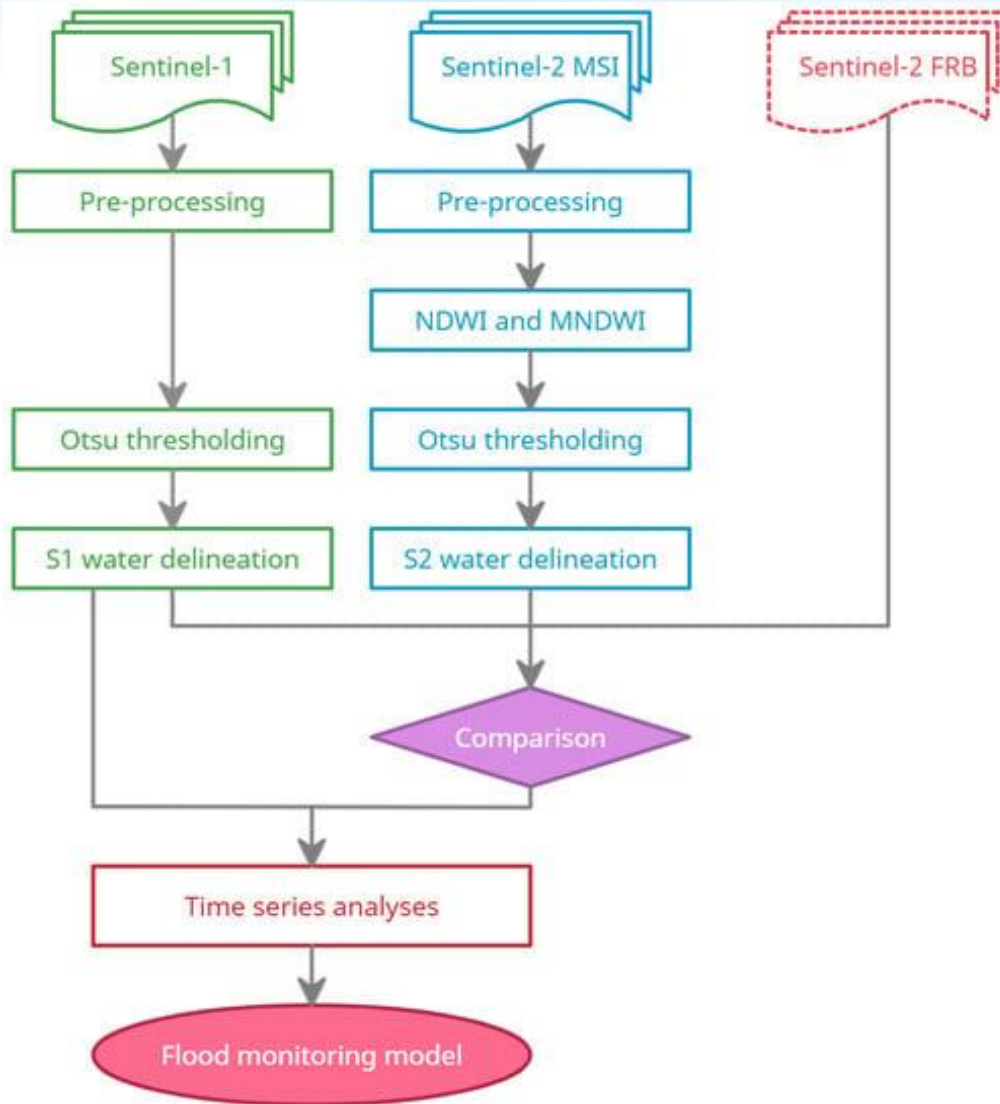 Sentinel-1
Sentinel-2 MSI
Sentinel-2 FRB
Pre-processing
Pre-processing
NDWI and MNDWI
Otsu thresholding
Otsu thresholding
S1 water delineation
S2 water delineation
Comparison
Time series analyses
Flood monitoring model